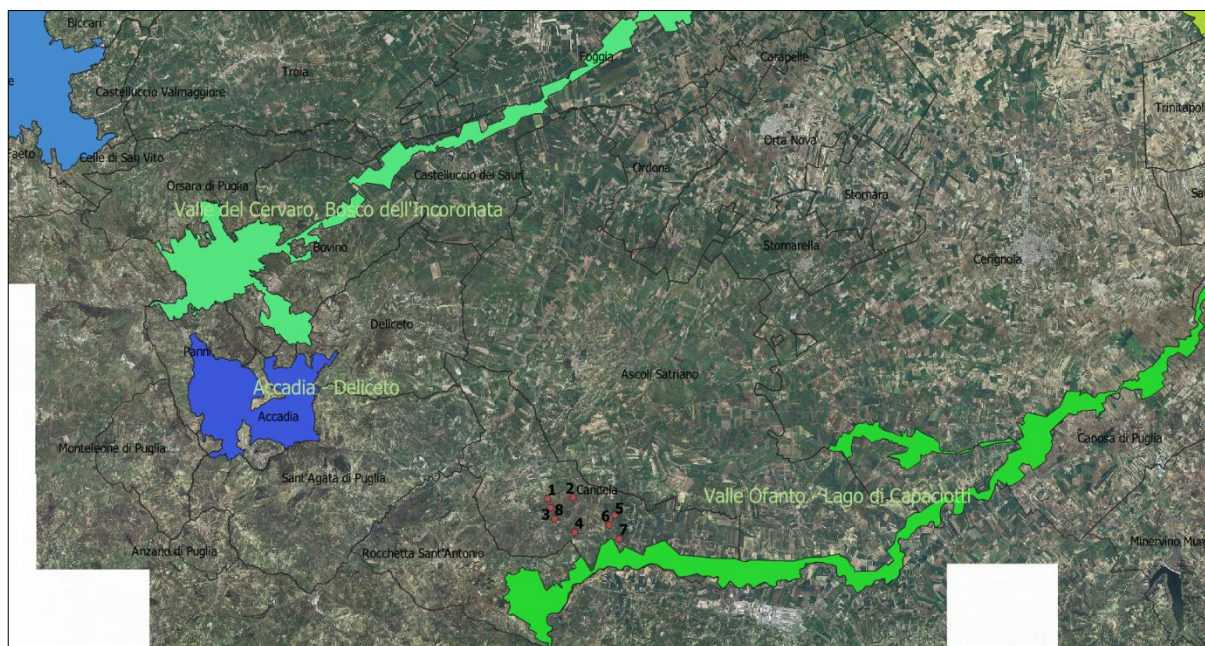 Biccari
Foggia
Carapelle
Troia
Castelluccio Valmaggiore
Trinitapoli
Orta Nova
Faeto
Celle di San Vito
Castelluccio dei Sauri
Ordona
Orsara di Puglia
Stornara
Valle del Cervaro, Bosco dell'Incoronata
Bovino
Stornarella
Cerignola
Deliceto
Panni
Ascoli Satriano
Accadia - Deliceto
Accadia
Canosa di Puglia
Monteleone di Puglia
Sant'Agata di Puglia
1
2
Candela
Valle Ofanto - Lago di Capaciotti
3
8
5
6
4
7
Anzano di Puglia
Rocchetta Sant'Antonio
Minervino Mur